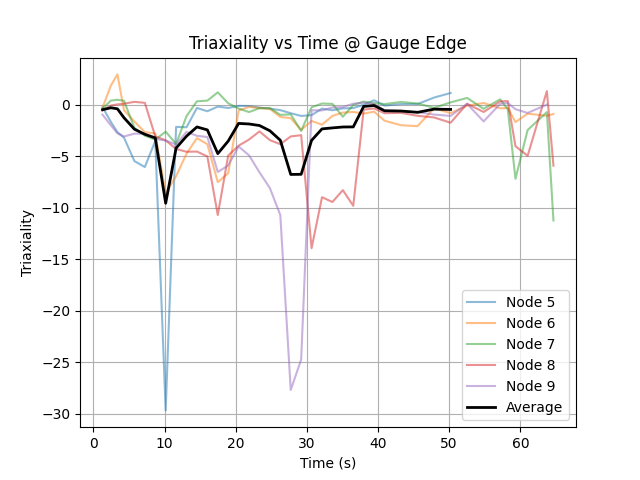 Triaxiality vs Time @ Gauge Edge
Triaxiality
0
−5
−10
−15
−20
−25
−30
0 10 20 30 40 50 60
Time (s)
Node 5
Node 6
Node 7
Node 8
Node 9
Average